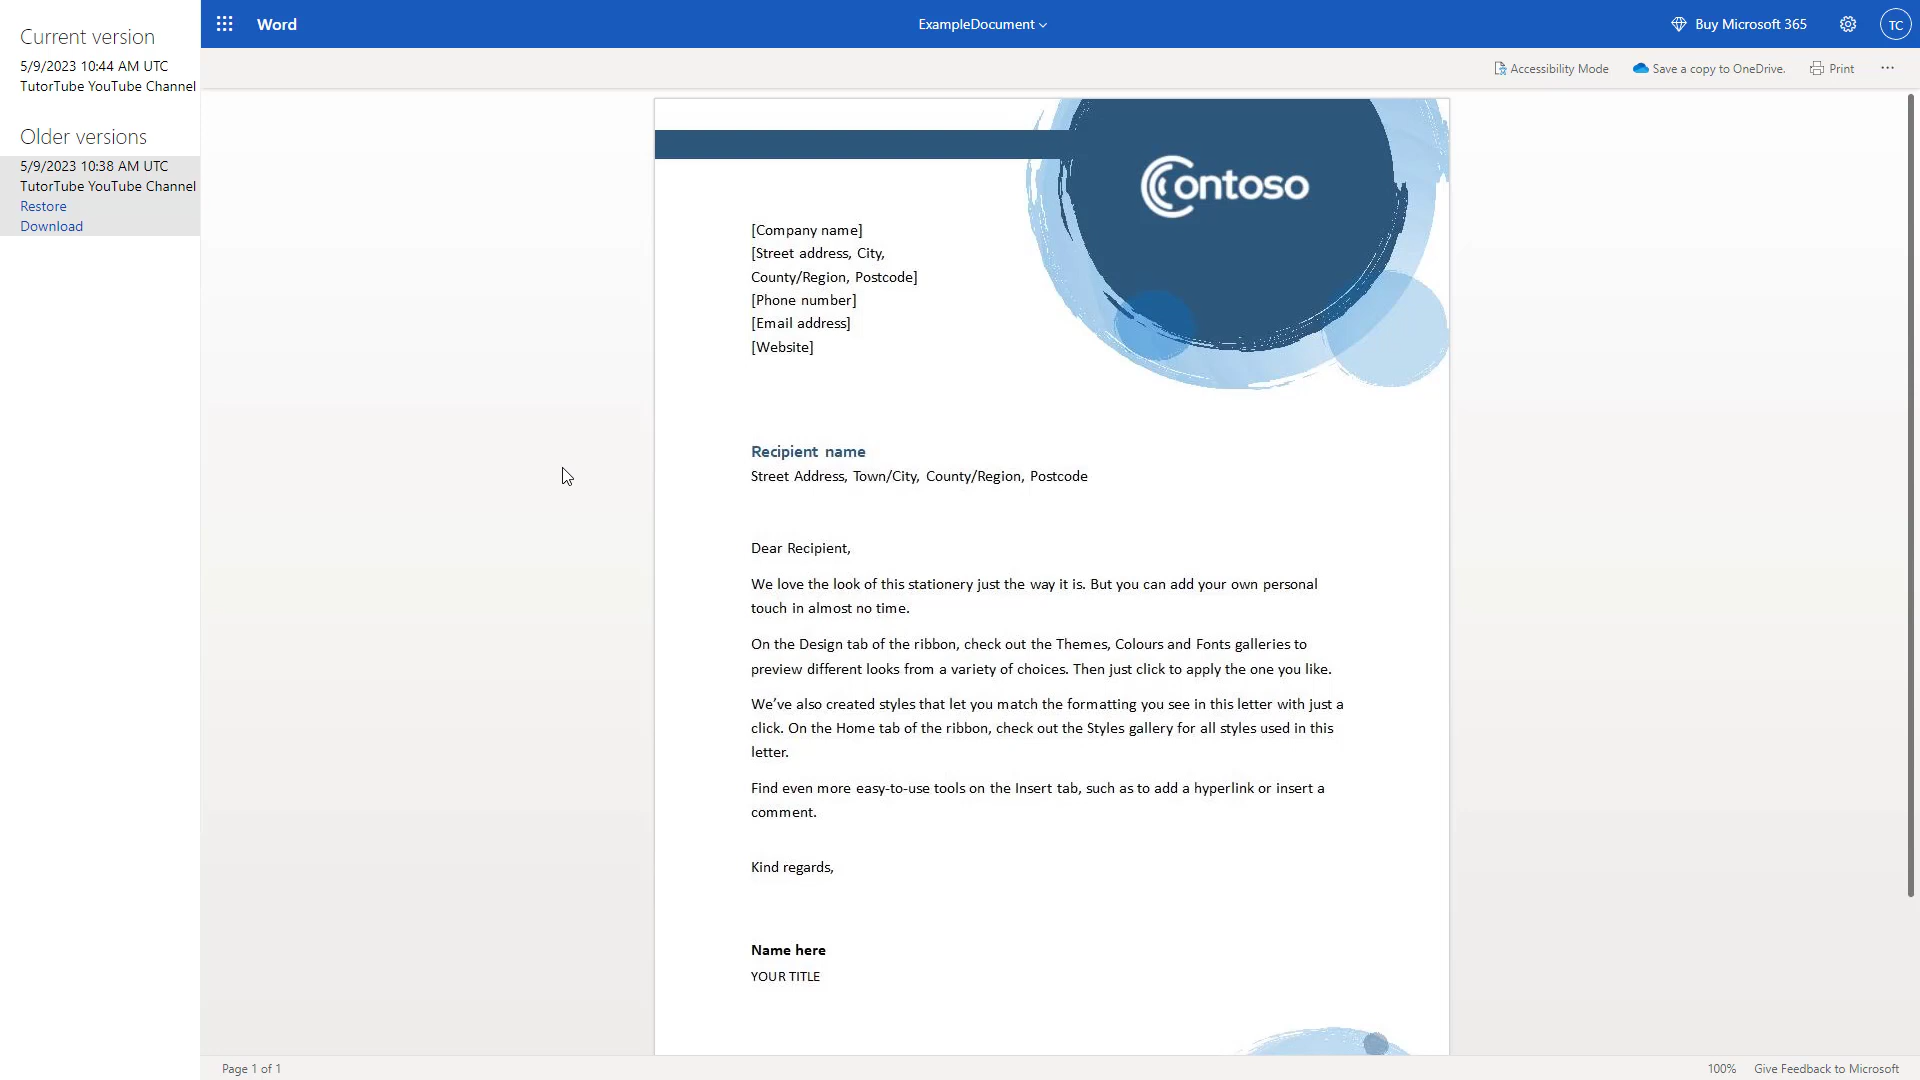 Current version
5/9/2023 10:44 AM UTC
TutorTube YouTube Channel
Older versions
5/9/2023 10:38 AM UTC
TutorTube YouTube Channel
Restore
Download
Word
ExampleDocument
Buy Microsoft 365
TC
Accessibility Mode
Save a copy to OneDrive.
Print
Contoso
[Company name]
[Street address, City,
County/Region, Postcode]
[Phone number]
[Email address]
[Website]
Recipient name
Street Address, Town/City, County/Region, Postcode
Dear Recipient,
We love the look of this stationery just the way it is. But you can add your own personal
touch in almost no time.
On the Design tab of the ribbon, check out the Themes, Colours and Fonts galleries to
preview different looks from a variety of choices. Then just click to apply the one you like.
We’ve also created styles that let you match the formatting you see in this letter with just a
click. On the Home tab of the ribbon, check out the Styles gallery for all styles used in this
letter.
Find even more easy-to-use tools on the Insert tab, such as to add a hyperlink or insert a
comment.
Kind regards,
Name here
YOUR TITLE
Page 1 of 1
100%
Give Feedback to Microsoft